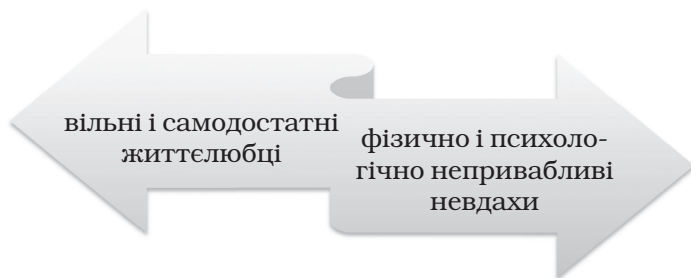 вільні і самодостатні
життєлюбці
фізично і психоло-
гічно непривабливі
невдахи